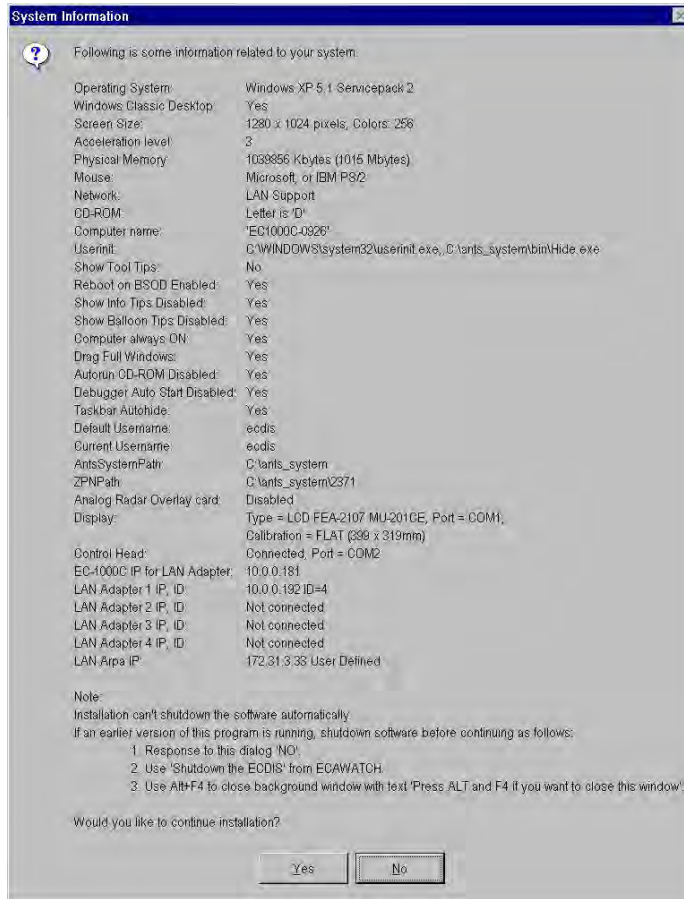 System Information
Following is some information related to your system
Operating System: Windows XP 5.1 Servicepack 2
Windows Classic Desktop: Yes
Screen Size: 1280 x 1024 pixels, Colors: 256
Acceleration level: 3
Physical Memory: 1039856 Kbytes (1015 Mbytes)
Mouse: Microsoft, or IBM PS/2
Network: LAN Support
CD-ROM: Letter is 'D'
Computer name: 'EC1000C-0926'
Userinit: C:\WINDOWS\system32\userinit.exe,,C:\ants_system\bin\Hide.exe
Show Tool Tips: No
Reboot on BSOD Enabled: Yes
Show Info Tips Disabled: Yes
Show Balloon Tips Disabled: Yes
Computer always ON: Yes
Drag Full Windows: Yes
Autorun CD-ROM Disabled: Yes
Debugger Auto Start Disabled: Yes
Taskbar Autohide: Yes
Default Username: ecdis
Current Username: ecdis
AntsSystemPath: C:\ants_system
ZPNPath: C:\ants_system\2371
Analog Radar Overlay card: Disabled
Display: Type = LCD FEA-2107 MU-201CE, Port = COM1,
Calibration = FLAT (399 x 319mm)
Control Head: Connected, Port = COM2
EC-1000C IP for LAN Adapter: 10.0.0.181
LAN Adapter 1 IP, ID: 10.0.0.192 ID=4
LAN Adapter 2 IP, ID: Not connected
LAN Adapter 3 IP, ID: Not connected
LAN Adapter 4 IP, ID: Not connected
LAN Arpa IP: 172.31.3.33 User Defined
Note:
Installation can't shutdown the software automatically
If an earlier version of this program is running, shutdown software before continuing as follows:
1. Response to this dialog 'NO'.
2. Use 'Shutdown the ECDIS' from ECAWATCH.
3. Use Alt+F4 to close background window with text 'Press ALT and F4 if you want to close this window'.
Would you like to continue installation?
Yes No